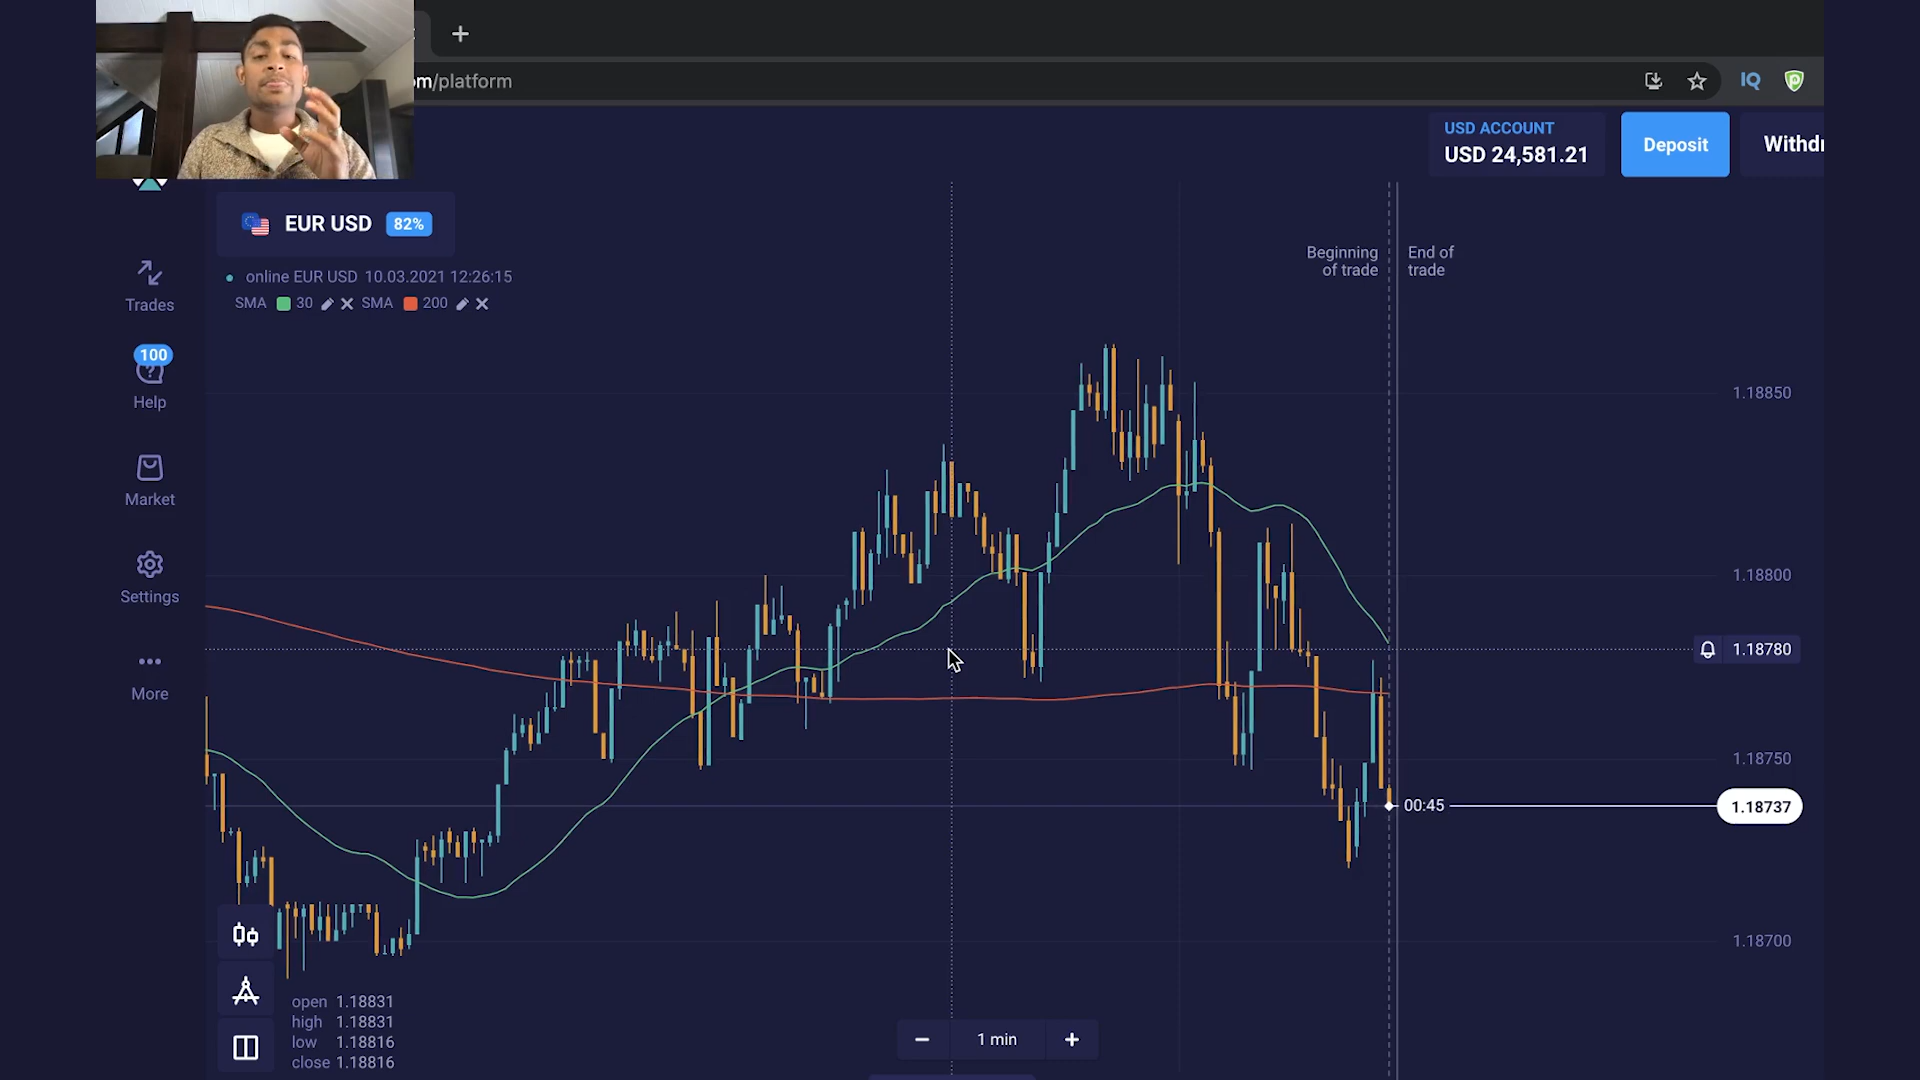 om/platform
IQ
USD ACCOUNT
USD 24,581.21
Deposit
Withdr
EUR USD 82%
online EUR USD 10.03.2021 12:26:15
SMA 30 SMA 200
Beginning of trade
End of trade
Trades
100
Help
Market
Settings
More
1.18850
1.18800
1.18780
1.18750
00:45
1.18737
1.18700
open 1.18831
high 1.18831
low 1.18816
close 1.18816
1 min